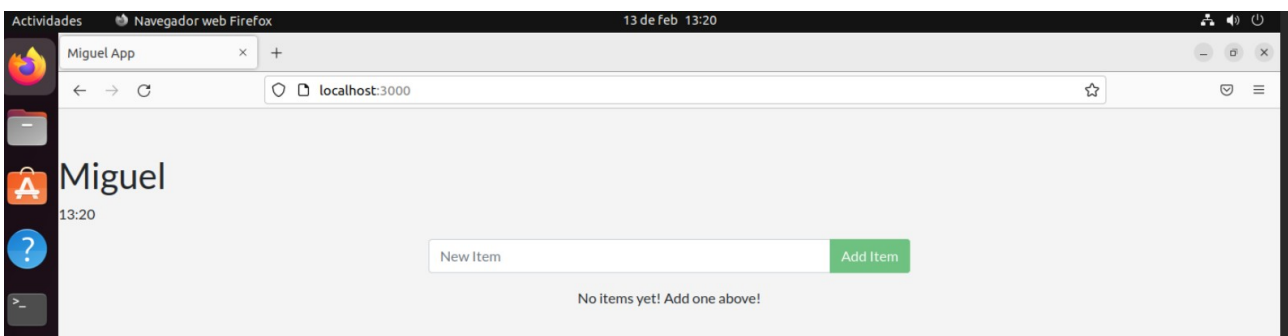 Actividades Navegador web Firefox 13 de feb 13:20
Miguel App
localhost:3000
Miguel
13:20
New Item Add Item
No items yet! Add one above!